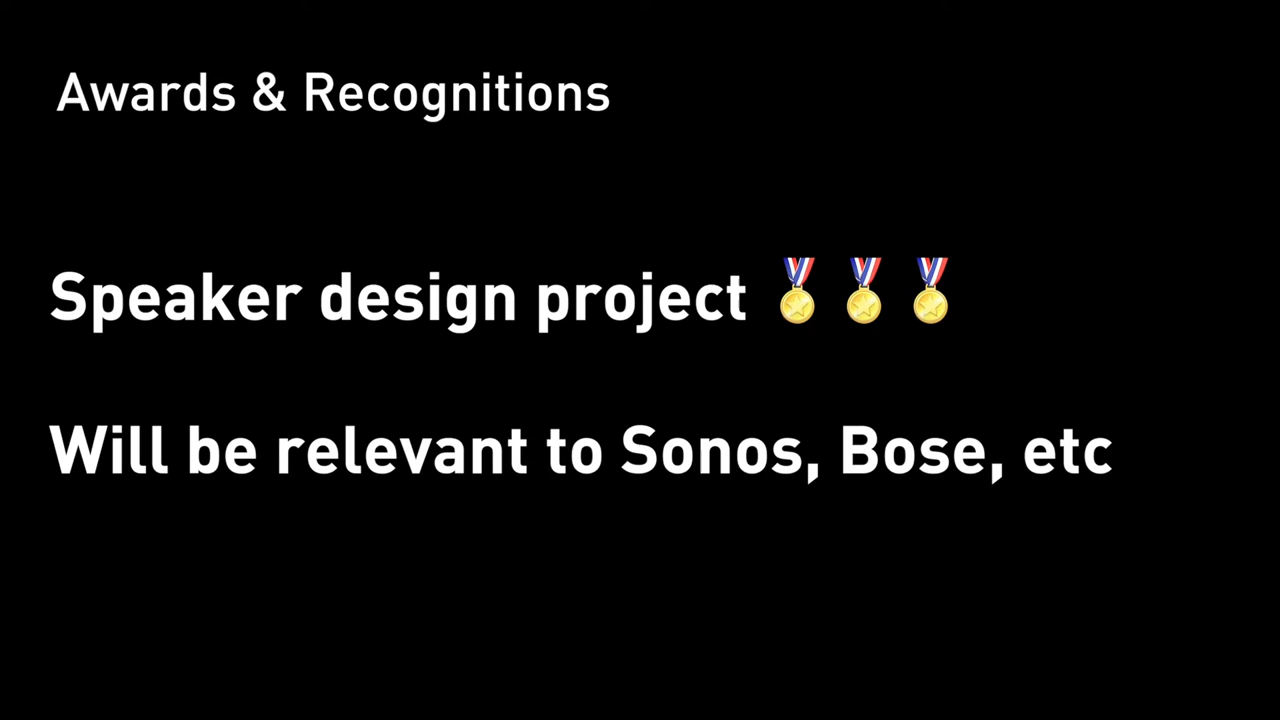 Awards & Recognitions
Speaker design project 🏅🏅🏅
Will be relevant to Sonos, Bose, etc